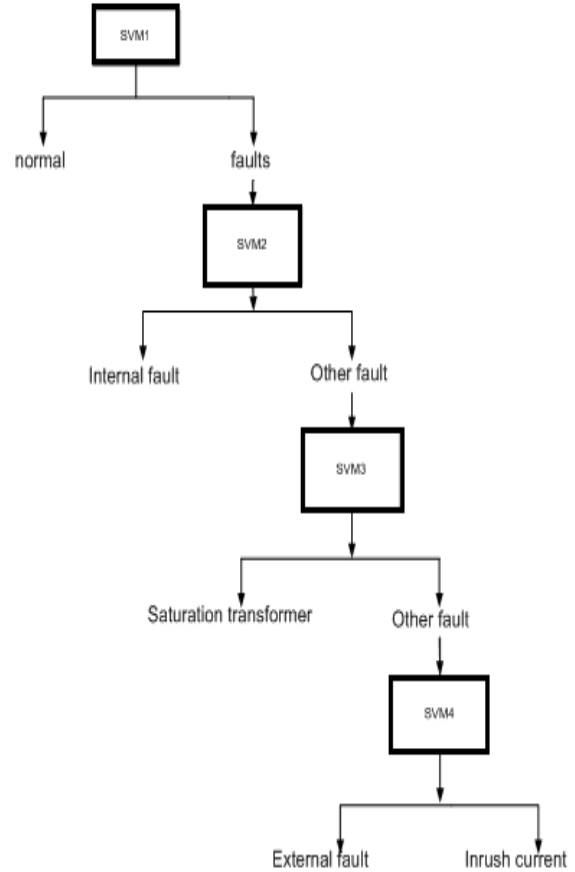 SVM1
normal
faults
SVM2
Internal fault
Other fault
SVM3
Saturation transformer
Other fault
SVM4
External fault
Inrush current